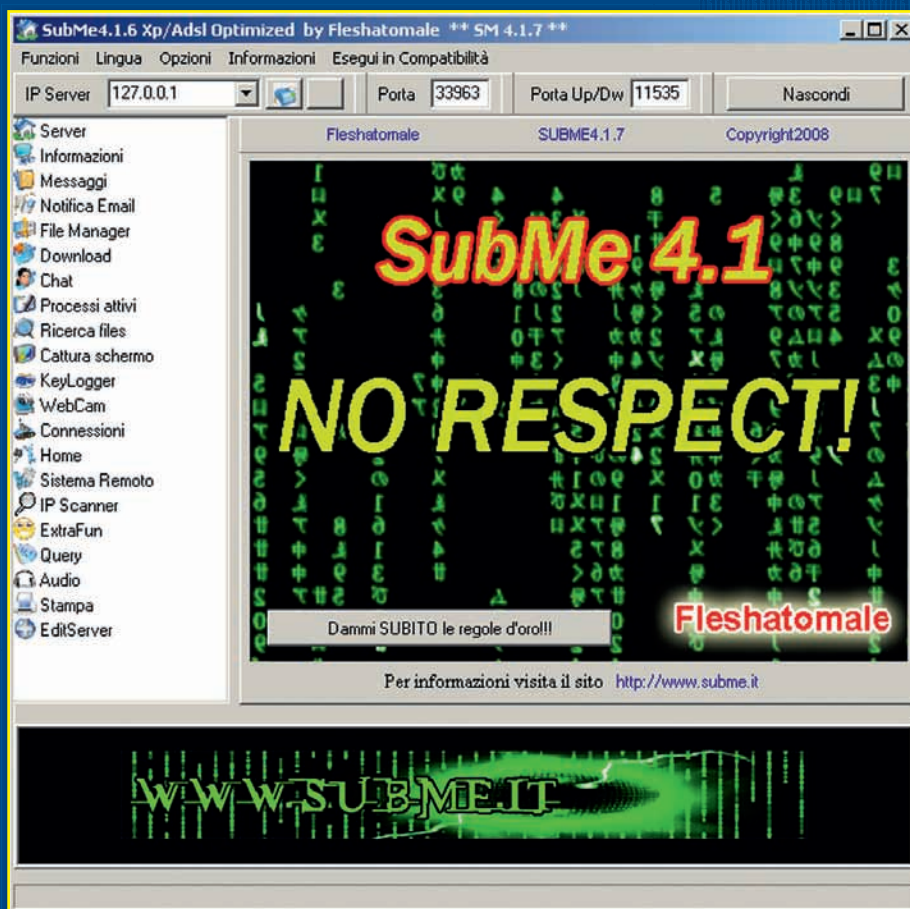 SubMe4.1.6 Xp/Adsl Optimized by Fleshatomale ** SM 4.1.7 **
Funzioni Lingua Opzioni Informazioni Esegui in Compatibilità
IP Server 127.0.0.1 Porta 33963 Porta Up/Dw 11535 Nascondi
Server
Informazioni
Messaggi
Notifica Email
File Manager
Download
Chat
Processi attivi
Ricerca files
Cattura schermo
KeyLogger
WebCam
Connessioni
Home
Sistema Remoto
IP Scanner
ExtraFun
Query
Audio
Stampa
EditServer
Fleshatomale SUBME4.1.7 Copyright2008
SubMe 4.1
NO RESPECT!
Fleshatomale
Dammi SUBITO le regole d'oro!!!
Per informazioni visita il sito http://www.subme.it
WWW.SUBME.IT